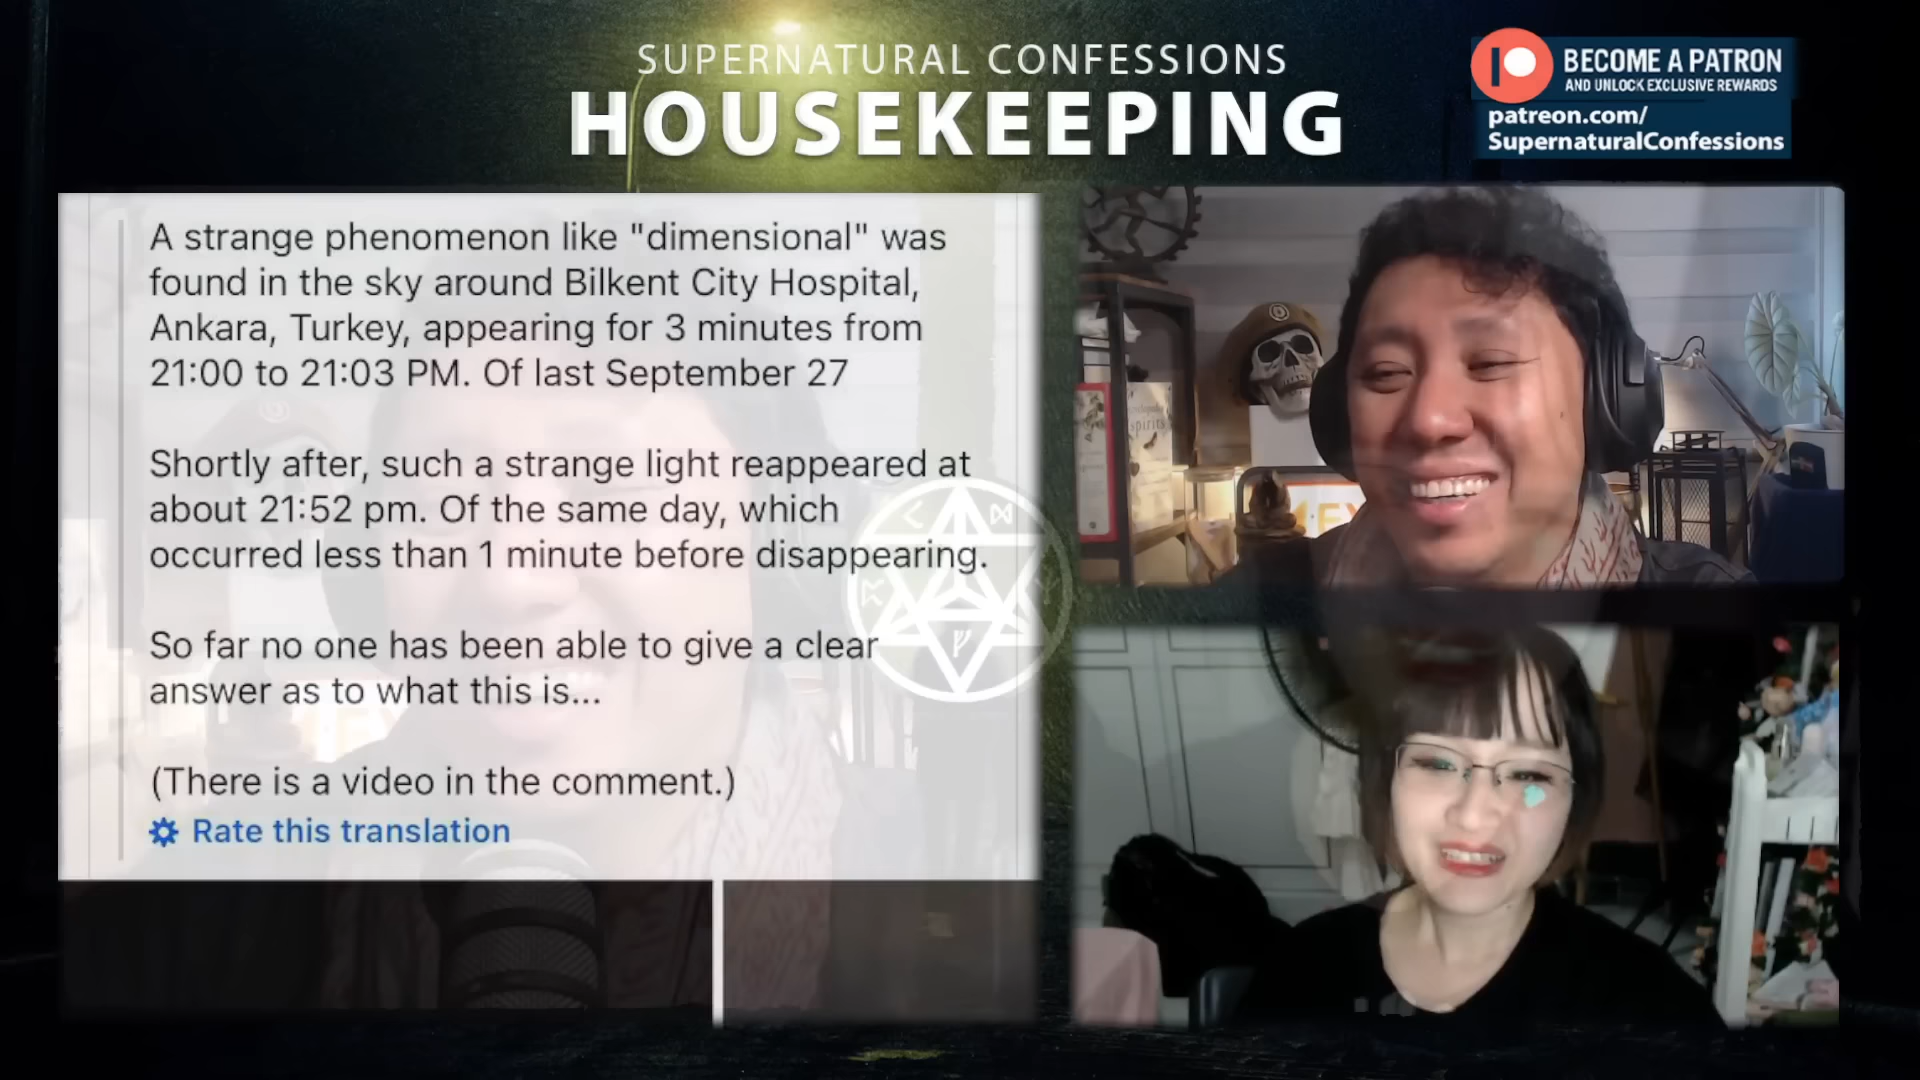 SUPERNATURAL CONFESSIONS
HOUSEKEEPING
BECOME A PATRON
AND UNLOCK EXCLUSIVE REWARDS
patreon.com/
SupernaturalConfessions
A strange phenomenon like "dimensional" was
found in the sky around Bilkent City Hospital,
Ankara, Turkey, appearing for 3 minutes from
21:00 to 21:03 PM. Of last September 27
Shortly after, such a strange light reappeared at
about 21:52 pm. Of the same day, which
occurred less than 1 minute before disappearing.
So far no one has been able to give a clear
answer as to what this is...
(There is a video in the comment.)
Rate this translation
spirits